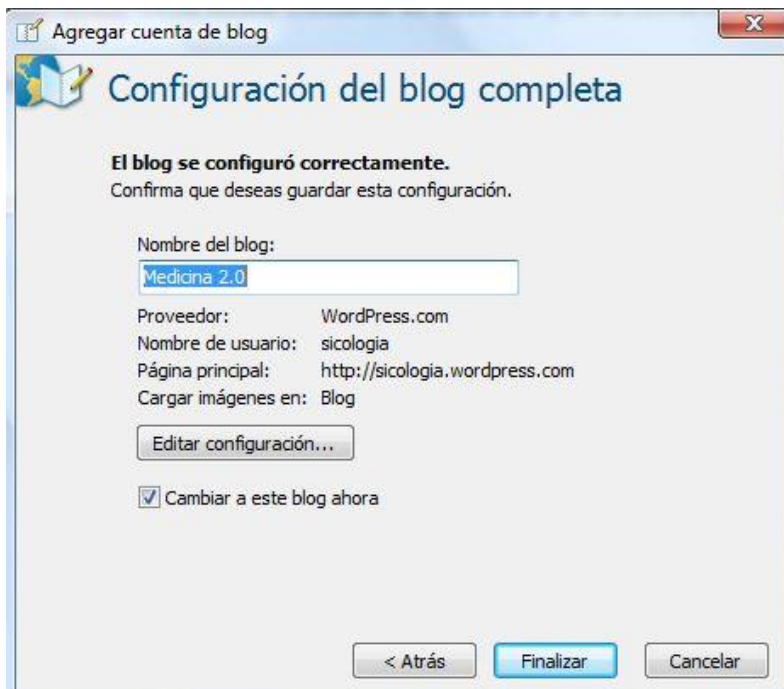 Agregar cuenta de blog
Configuración del blog completa
El blog se configuró correctamente.
Confirma que deseas guardar esta configuración.
Nombre del blog:
Medicina 2.0
Proveedor: WordPress.com
Nombre de usuario: sicologia
Página principal: http://sicologia.wordpress.com
Cargar imágenes en: Blog
Editar configuración...
Cambiar a este blog ahora
< Atrás Finalizar Cancelar